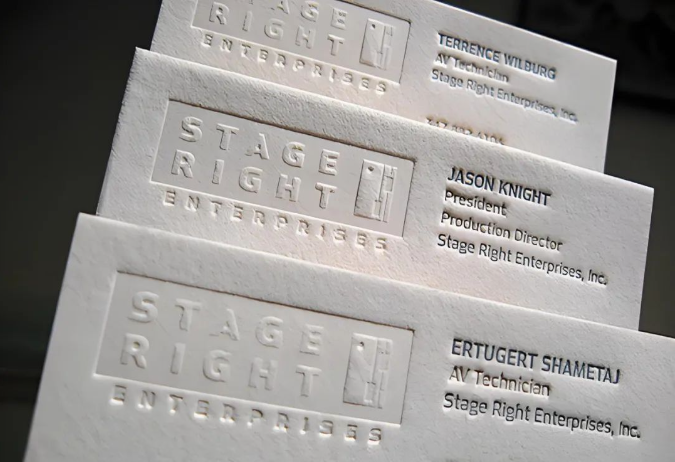 STAGE
RIGHT
ENTERPRISES
TERRENCE WILBURG
AV Technician
Stage Right Enterprises, Inc.
STAGE
RIGHT
ENTERPRISES
JASON KNIGHT
President
Production Director
Stage Right Enterprises, Inc.
STAGE
RIGHT
ENTERPRISES
ERTUGERT SHAMETAJ
AV Technician
Stage Right Enterprises, Inc.